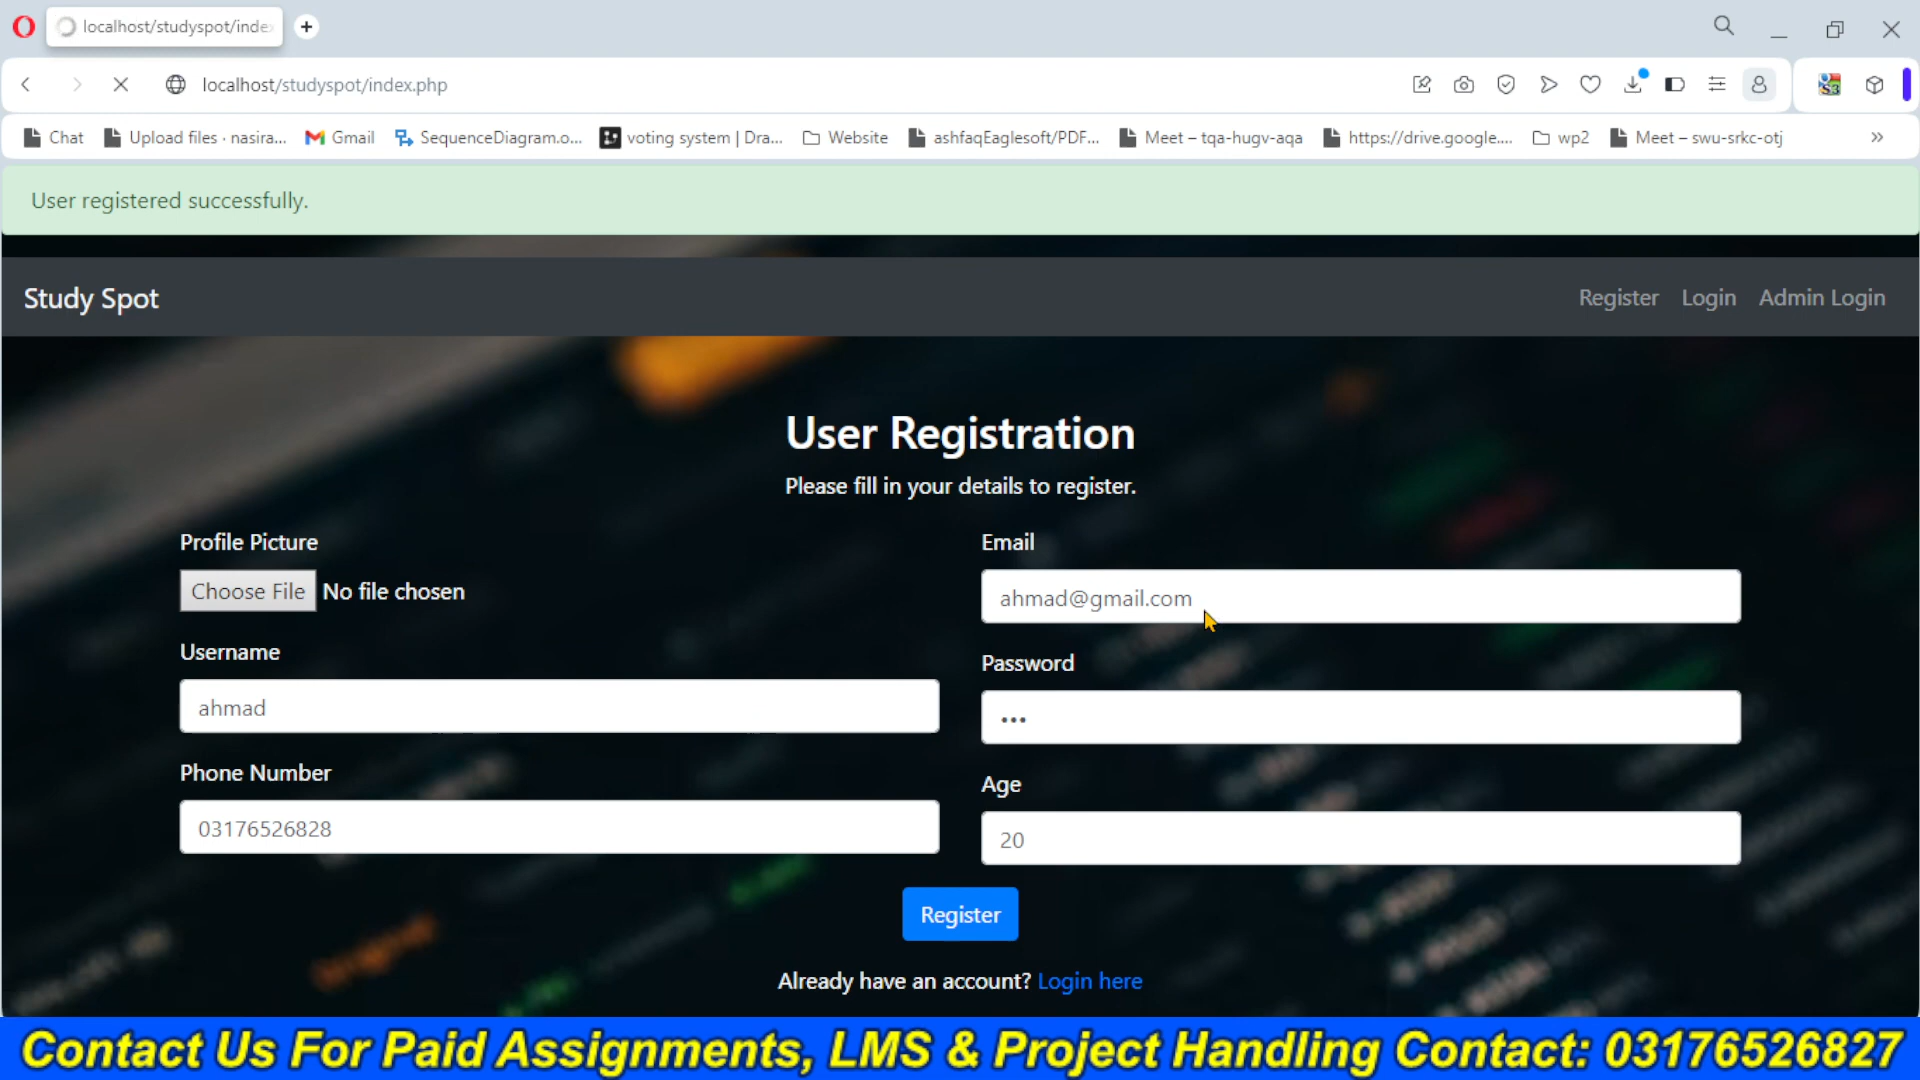 localhost/studyspot/inde
localhost/studyspot/index.php
Chat
Upload files · nasira...
Gmail
SequenceDiagram.o...
voting system | Dra...
Website
ashfaqEaglesoft/PDF...
Meet – tqa-hugv-aqa
https://drive.google....
wp2
Meet – swu-srkc-otj
User registered successfully.
Study Spot
Register
Login
Admin Login
User Registration
Please fill in your details to register.
Profile Picture
Choose File No file chosen
Email
ahmad@gmail.com
Username
ahmad
Password
•••
Phone Number
03176526828
Age
20
Register
Already have an account? Login here
Contact Us For Paid Assignments, LMS & Project Handling Contact: 03176526827